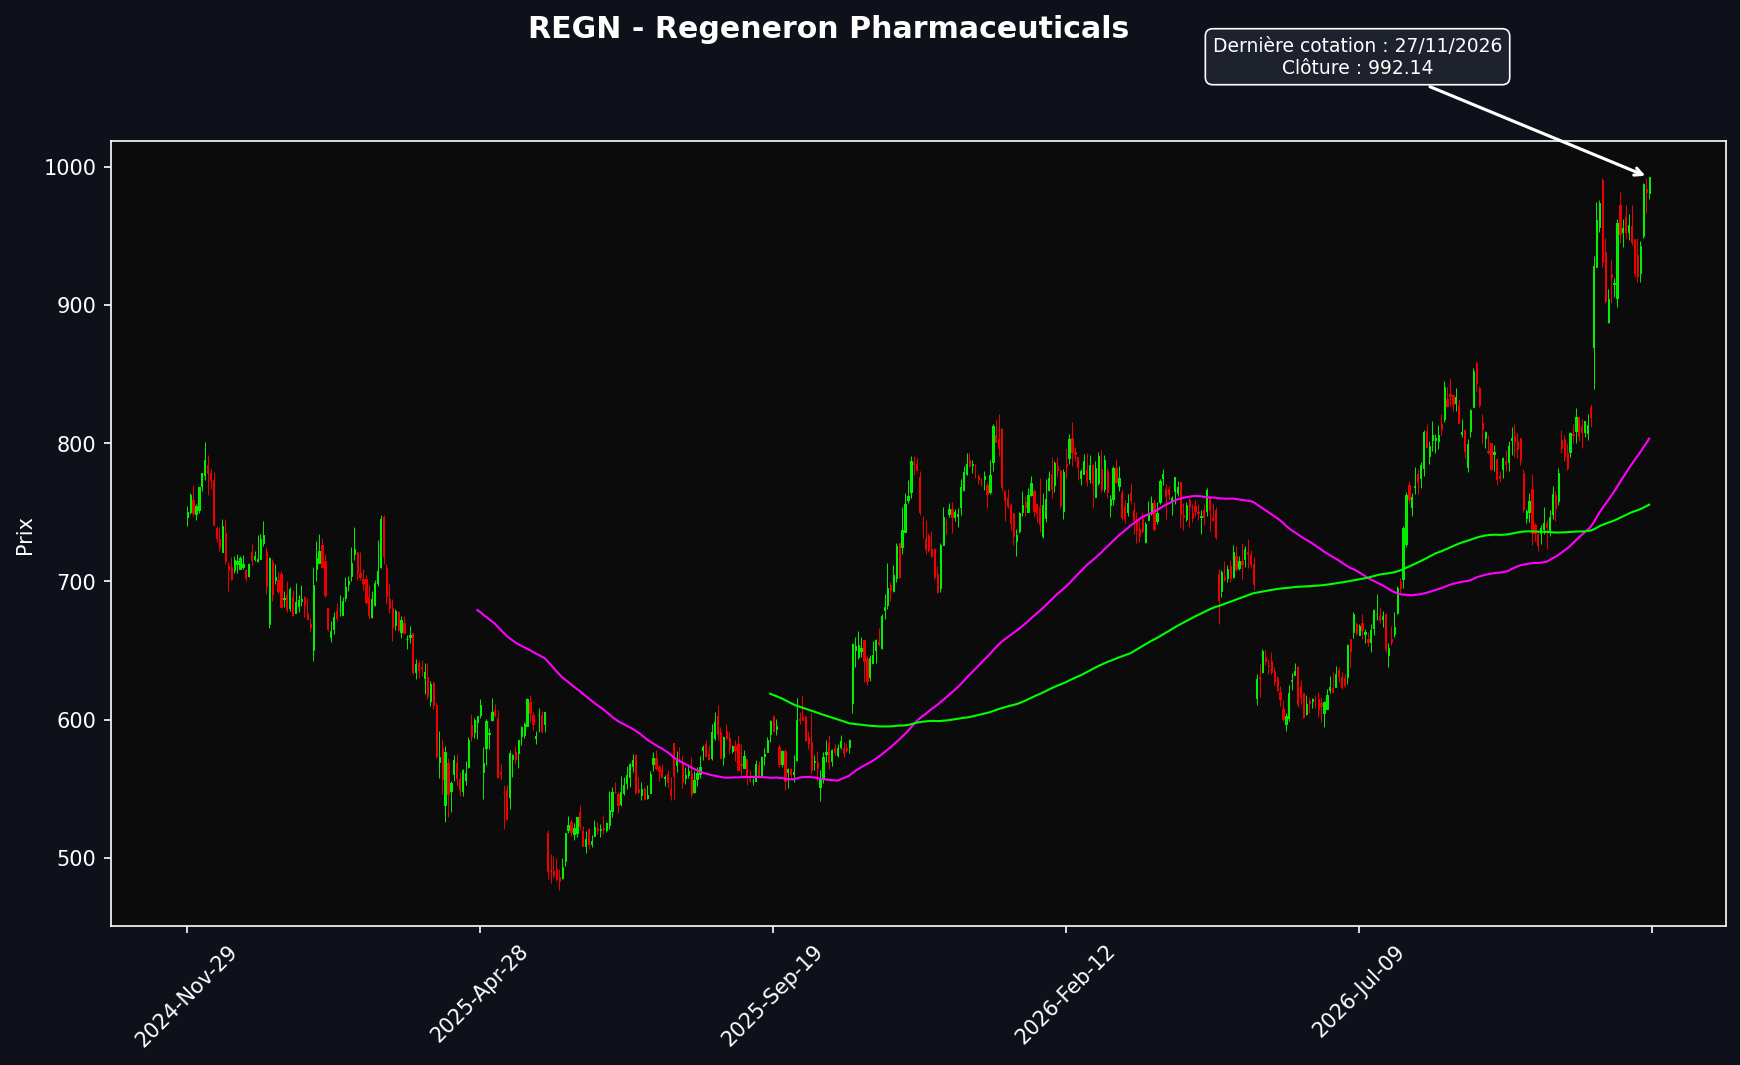 REGN - Regeneron Pharmaceuticals
Dernière cotation : 27/11/2026
Clôture : 992.14
1000
900
800
700
600
500
Prix
2024-Nov-29
2025-Apr-28
2025-Sep-19
2026-Feb-12
2026-Jul-09